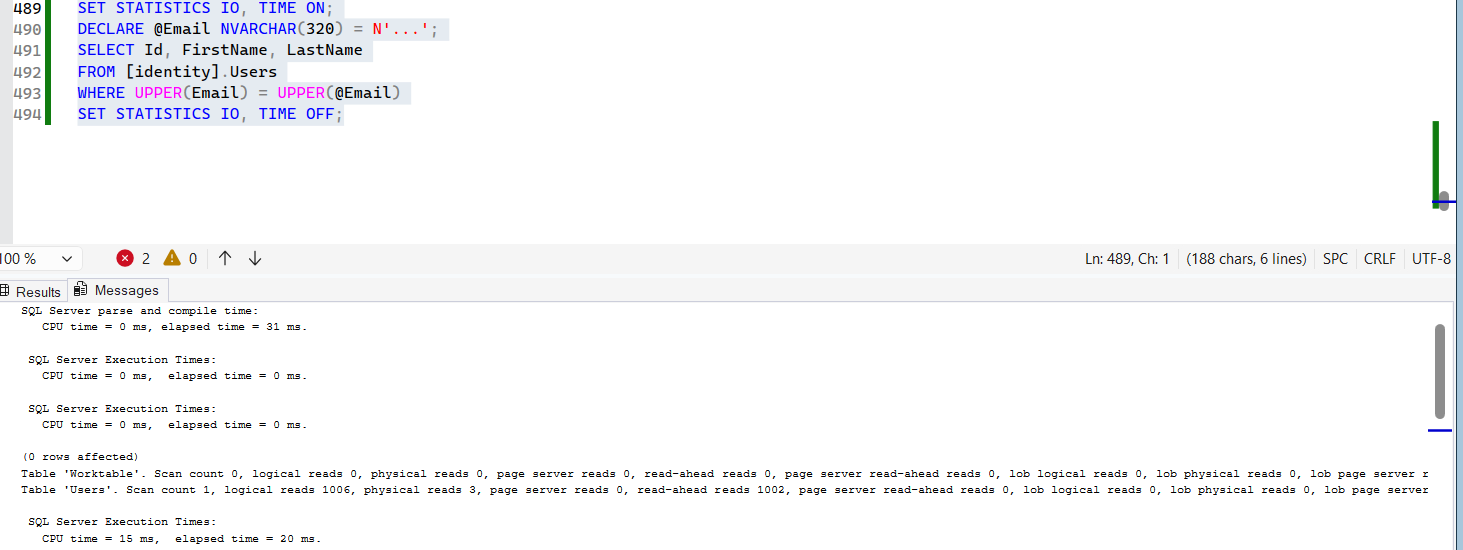 489 SET STATISTICS IO, TIME ON;
490 DECLARE @Email NVARCHAR(320) = N'...';
491 SELECT Id, FirstName, LastName
492 FROM [identity].Users
493 WHERE UPPER(Email) = UPPER(@Email)
494 SET STATISTICS IO, TIME OFF;
100 % 2 0 Ln: 489, Ch: 1 (188 chars, 6 lines) SPC CRLF UTF-8
Results Messages
SQL Server parse and compile time:
CPU time = 0 ms, elapsed time = 31 ms.
SQL Server Execution Times:
CPU time = 0 ms,  elapsed time = 0 ms.
SQL Server Execution Times:
CPU time = 0 ms,  elapsed time = 0 ms.
(0 rows affected)
Table 'Worktable'. Scan count 0, logical reads 0, physical reads 0, page server reads 0, read-ahead reads 0, page server read-ahead reads 0, lob logical reads 0, lob physical reads 0, lob page server r
Table 'Users'. Scan count 1, logical reads 1006, physical reads 3, page server reads 0, read-ahead reads 1002, page server read-ahead reads 0, lob logical reads 0, lob physical reads 0, lob page server
SQL Server Execution Times:
CPU time = 15 ms,  elapsed time = 20 ms.